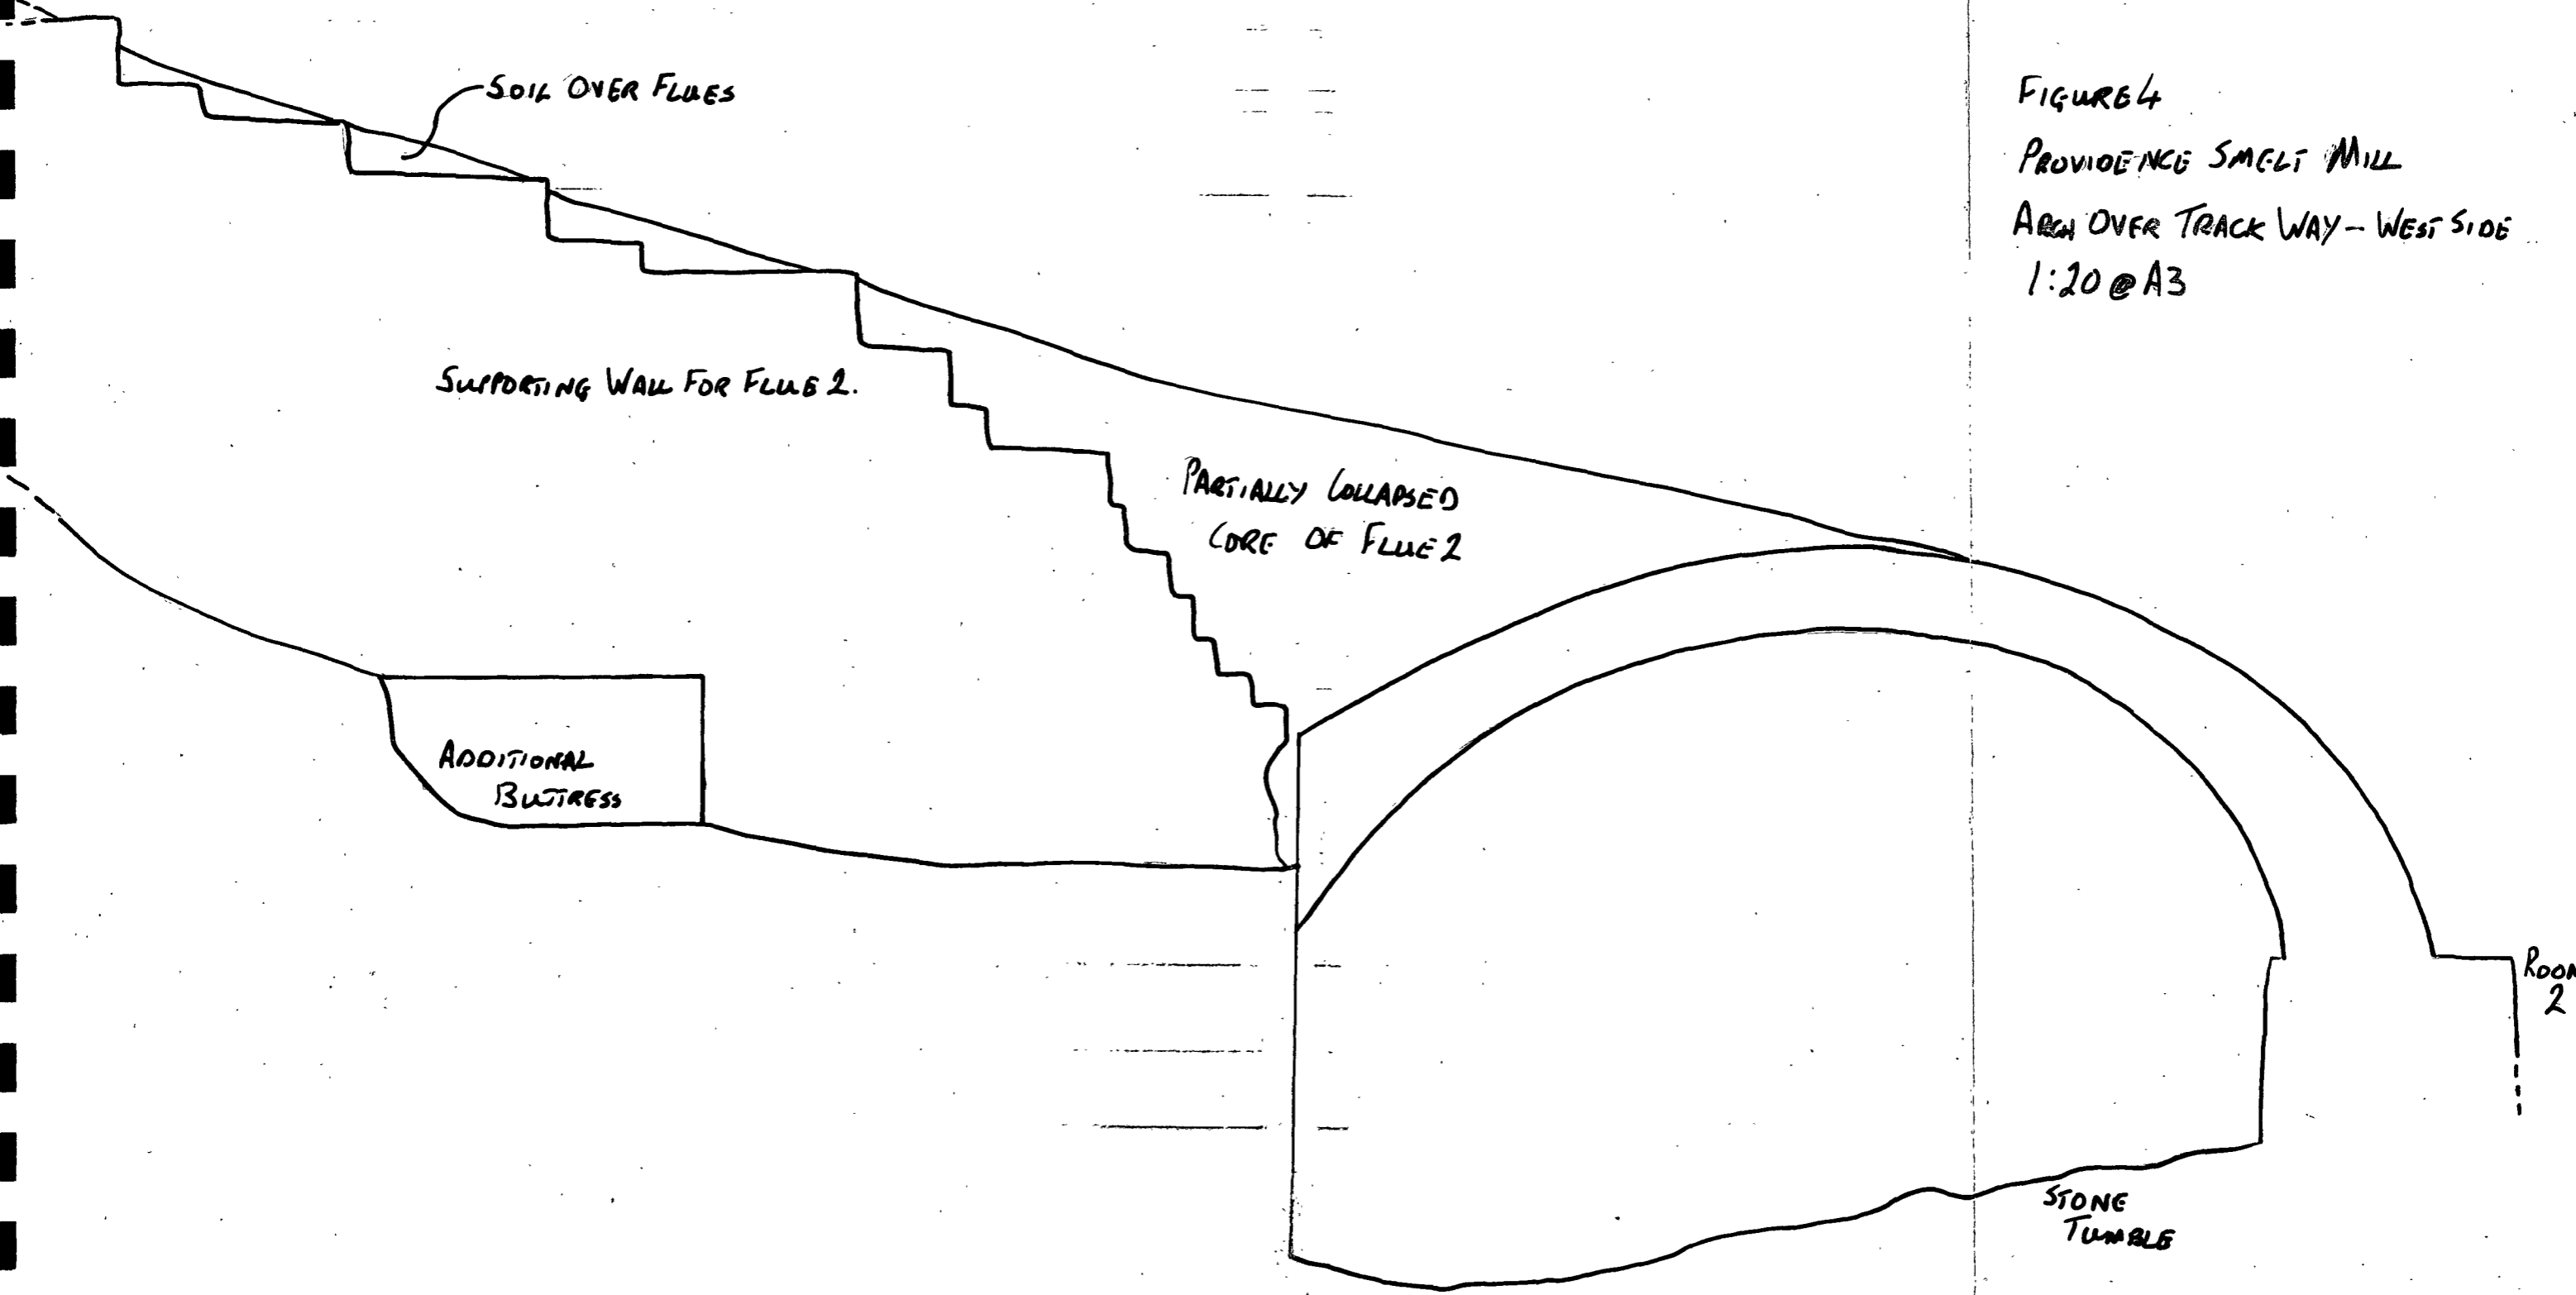 FIGURE 4
PROVIDENCE SMELT MILL
ARCH OVER TRACK WAY - WEST SIDE
1:20 @ A3
SOIL OVER FLUES
SUPPORTING WALL FOR FLUE 2.
PARTIALLY COLLAPSED
CORE OF FLUE 2
ADDITIONAL
BUTTRESS
ROOM
2
STONE
TUMBLE